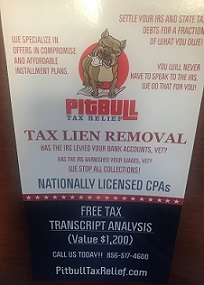 SETTLE YOUR IRS AND STATE TAX
DEBTS FOR A FRACTION
OF WHAT YOU OWE!
WE SPECIALIZE IN
OFFERS IN COMPROMISE
AND AFFORDABLE
INSTALLMENT PLANS.
YOU WILL NEVER
HAVE TO SPEAK TO THE IRS.
WE DO THAT FOR YOU!
PITBULL
TAX RELIEF
TAX LIEN REMOVAL
HAS THE IRS LEVIED YOUR BANK ACCOUNTS, YET?
HAS THE IRS GARNISHED YOUR WAGES, YET?
WE STOP ALL COLLECTIONS!
NATIONALLY LICENSED CPAs
FREE TAX
TRANSCRIPT ANALYSIS
(Value $1,200)
CALL US TODAY!! 856-517-4600
PitbullTaxRelief.com